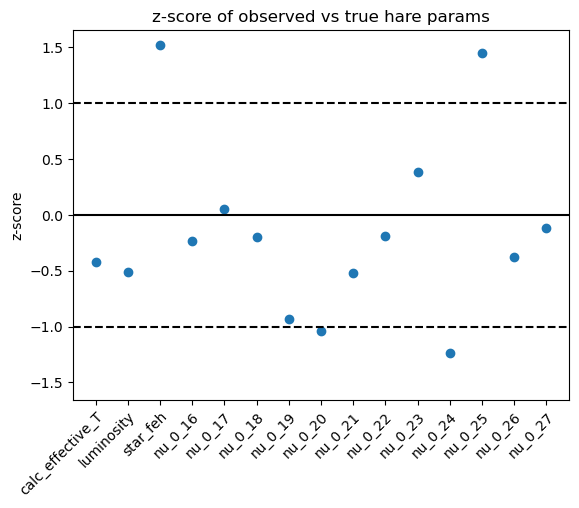 z-score of observed vs true hare params
z-score
1.5
1.0
0.5
0.0
−0.5
−1.0
−1.5
calc_effective_T
luminosity
star_feh
nu_0_16
nu_0_17
nu_0_18
nu_0_19
nu_0_20
nu_0_21
nu_0_22
nu_0_23
nu_0_24
nu_0_25
nu_0_26
nu_0_27